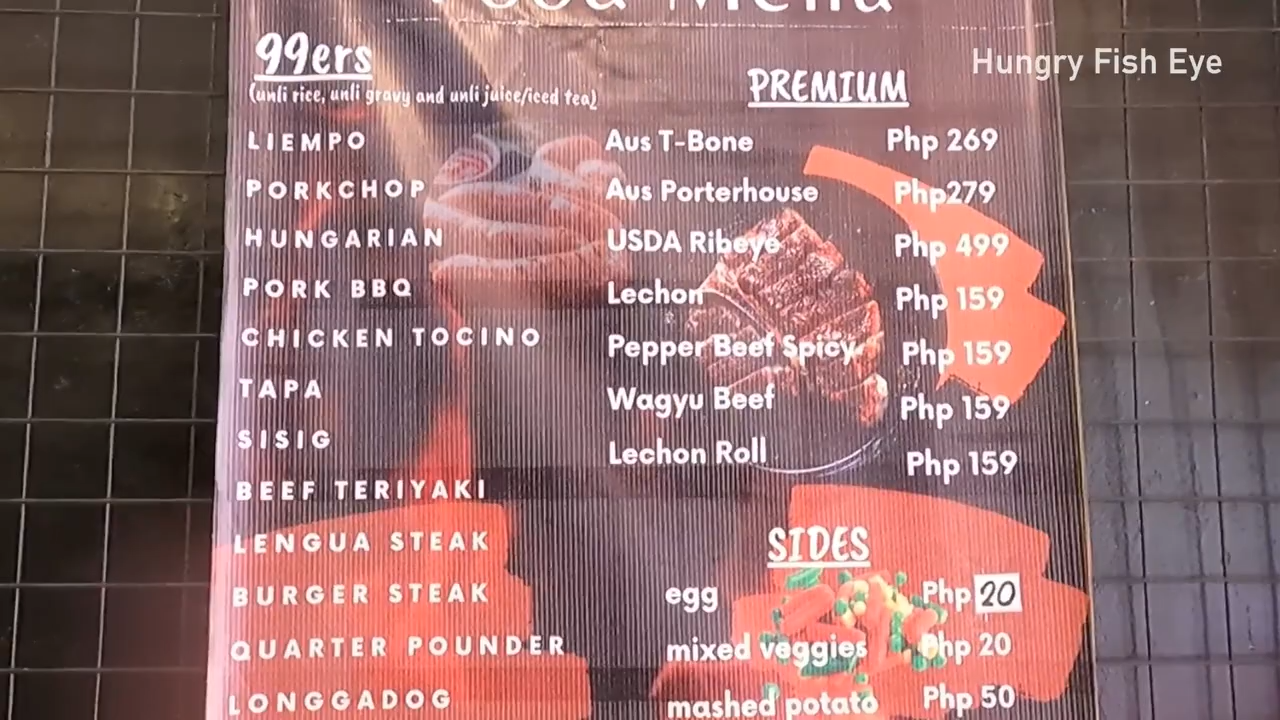 Food Menu
Hungry Fish Eye
99ers
(unli rice, unli gravy and unli juice/iced tea)
LIEMPO
PORKCHOP
HUNGARIAN
PORK BBQ
CHICKEN TOCINO
TAPA
SISIG
BEEF TERIYAKI
LENGUA STEAK
BURGER STEAK
QUARTER POUNDER
LONGGADOG
PREMIUM
Aus T-Bone Php 269
Aus Porterhouse Php279
USDA Ribeye Php 499
Lechon Php 159
Pepper Beef Spicy Php 159
Wagyu Beef Php 159
Lechon Roll Php 159
SIDES
egg Php 20
mixed veggies Php 20
mashed potato Php 50